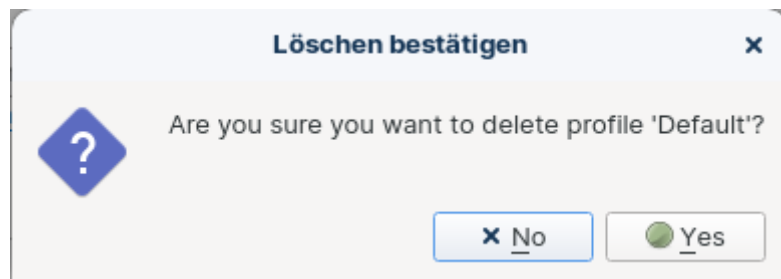 Löschen bestätigen
Are you sure you want to delete profile 'Default'?
No
Yes